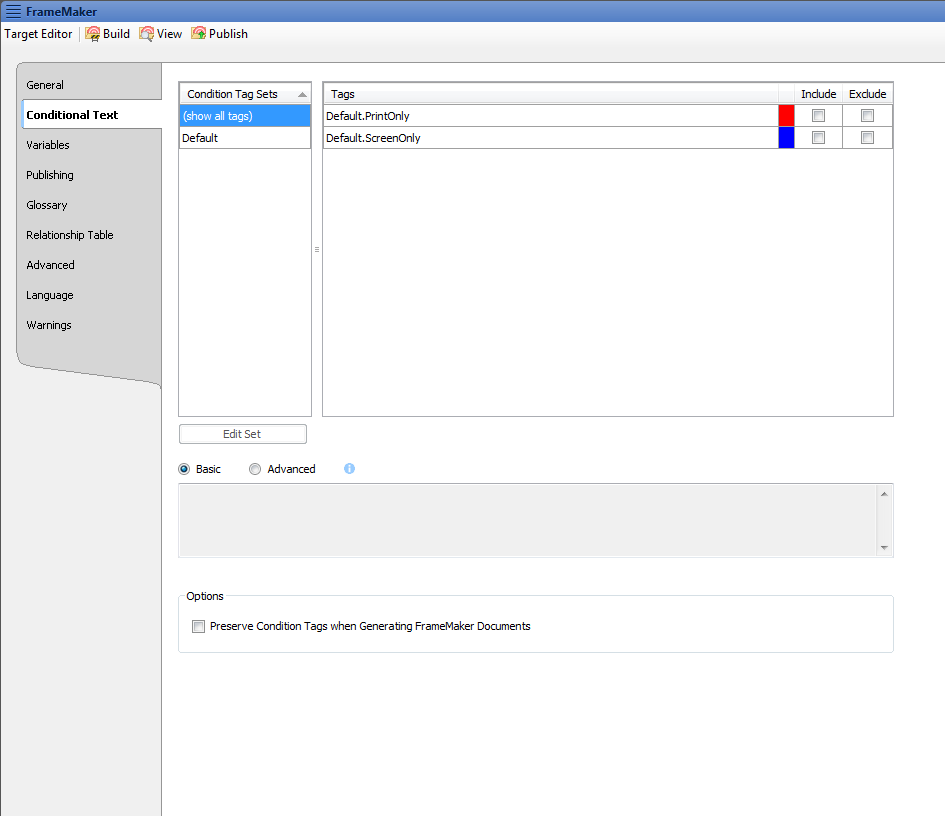 FrameMaker
Target Editor Build View Publish
General
Conditional Text
Variables
Publishing
Glossary
Relationship Table
Advanced
Language
Warnings
Condition Tag Sets
(show all tags)
Default
Tags Include Exclude
Default.PrintOnly
Default.ScreenOnly
Edit Set
Basic Advanced
Options
Preserve Condition Tags when Generating FrameMaker Documents